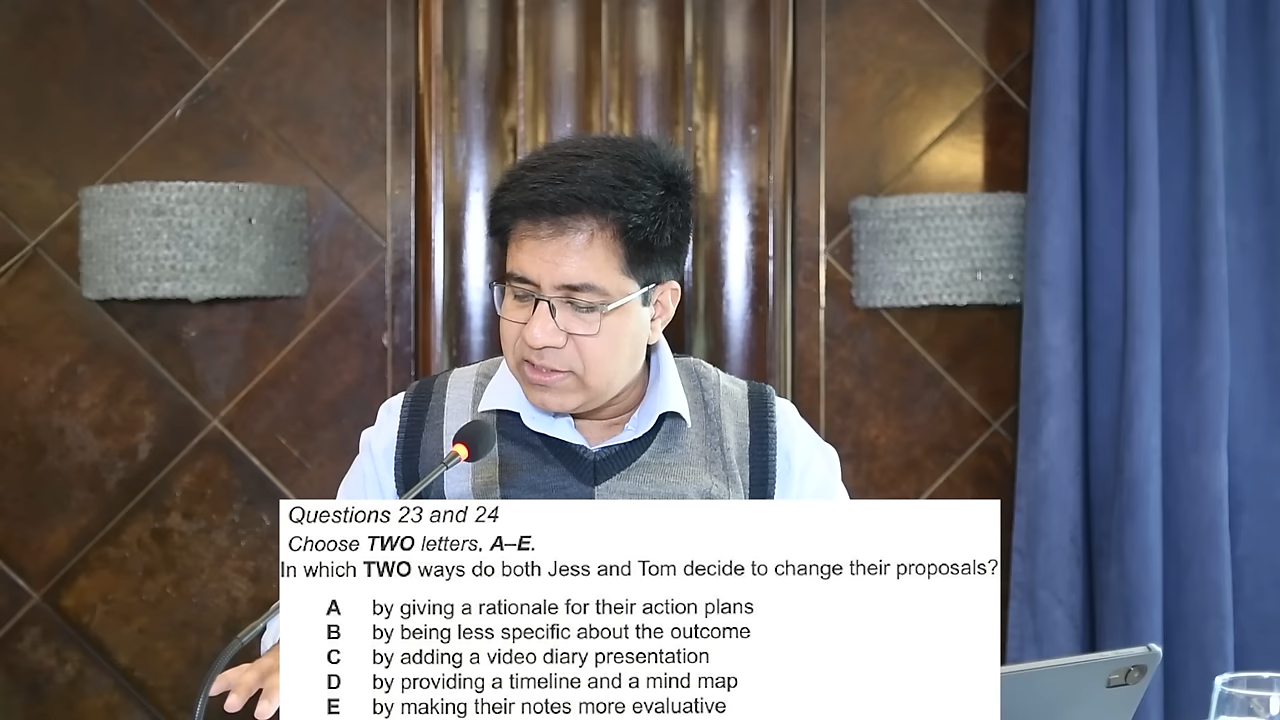 Questions 23 and 24
Choose TWO letters, A–E.
In which TWO ways do both Jess and Tom decide to change their proposals?
A by giving a rationale for their action plans
B by being less specific about the outcome
C by adding a video diary presentation
D by providing a timeline and a mind map
E by making their notes more evaluative